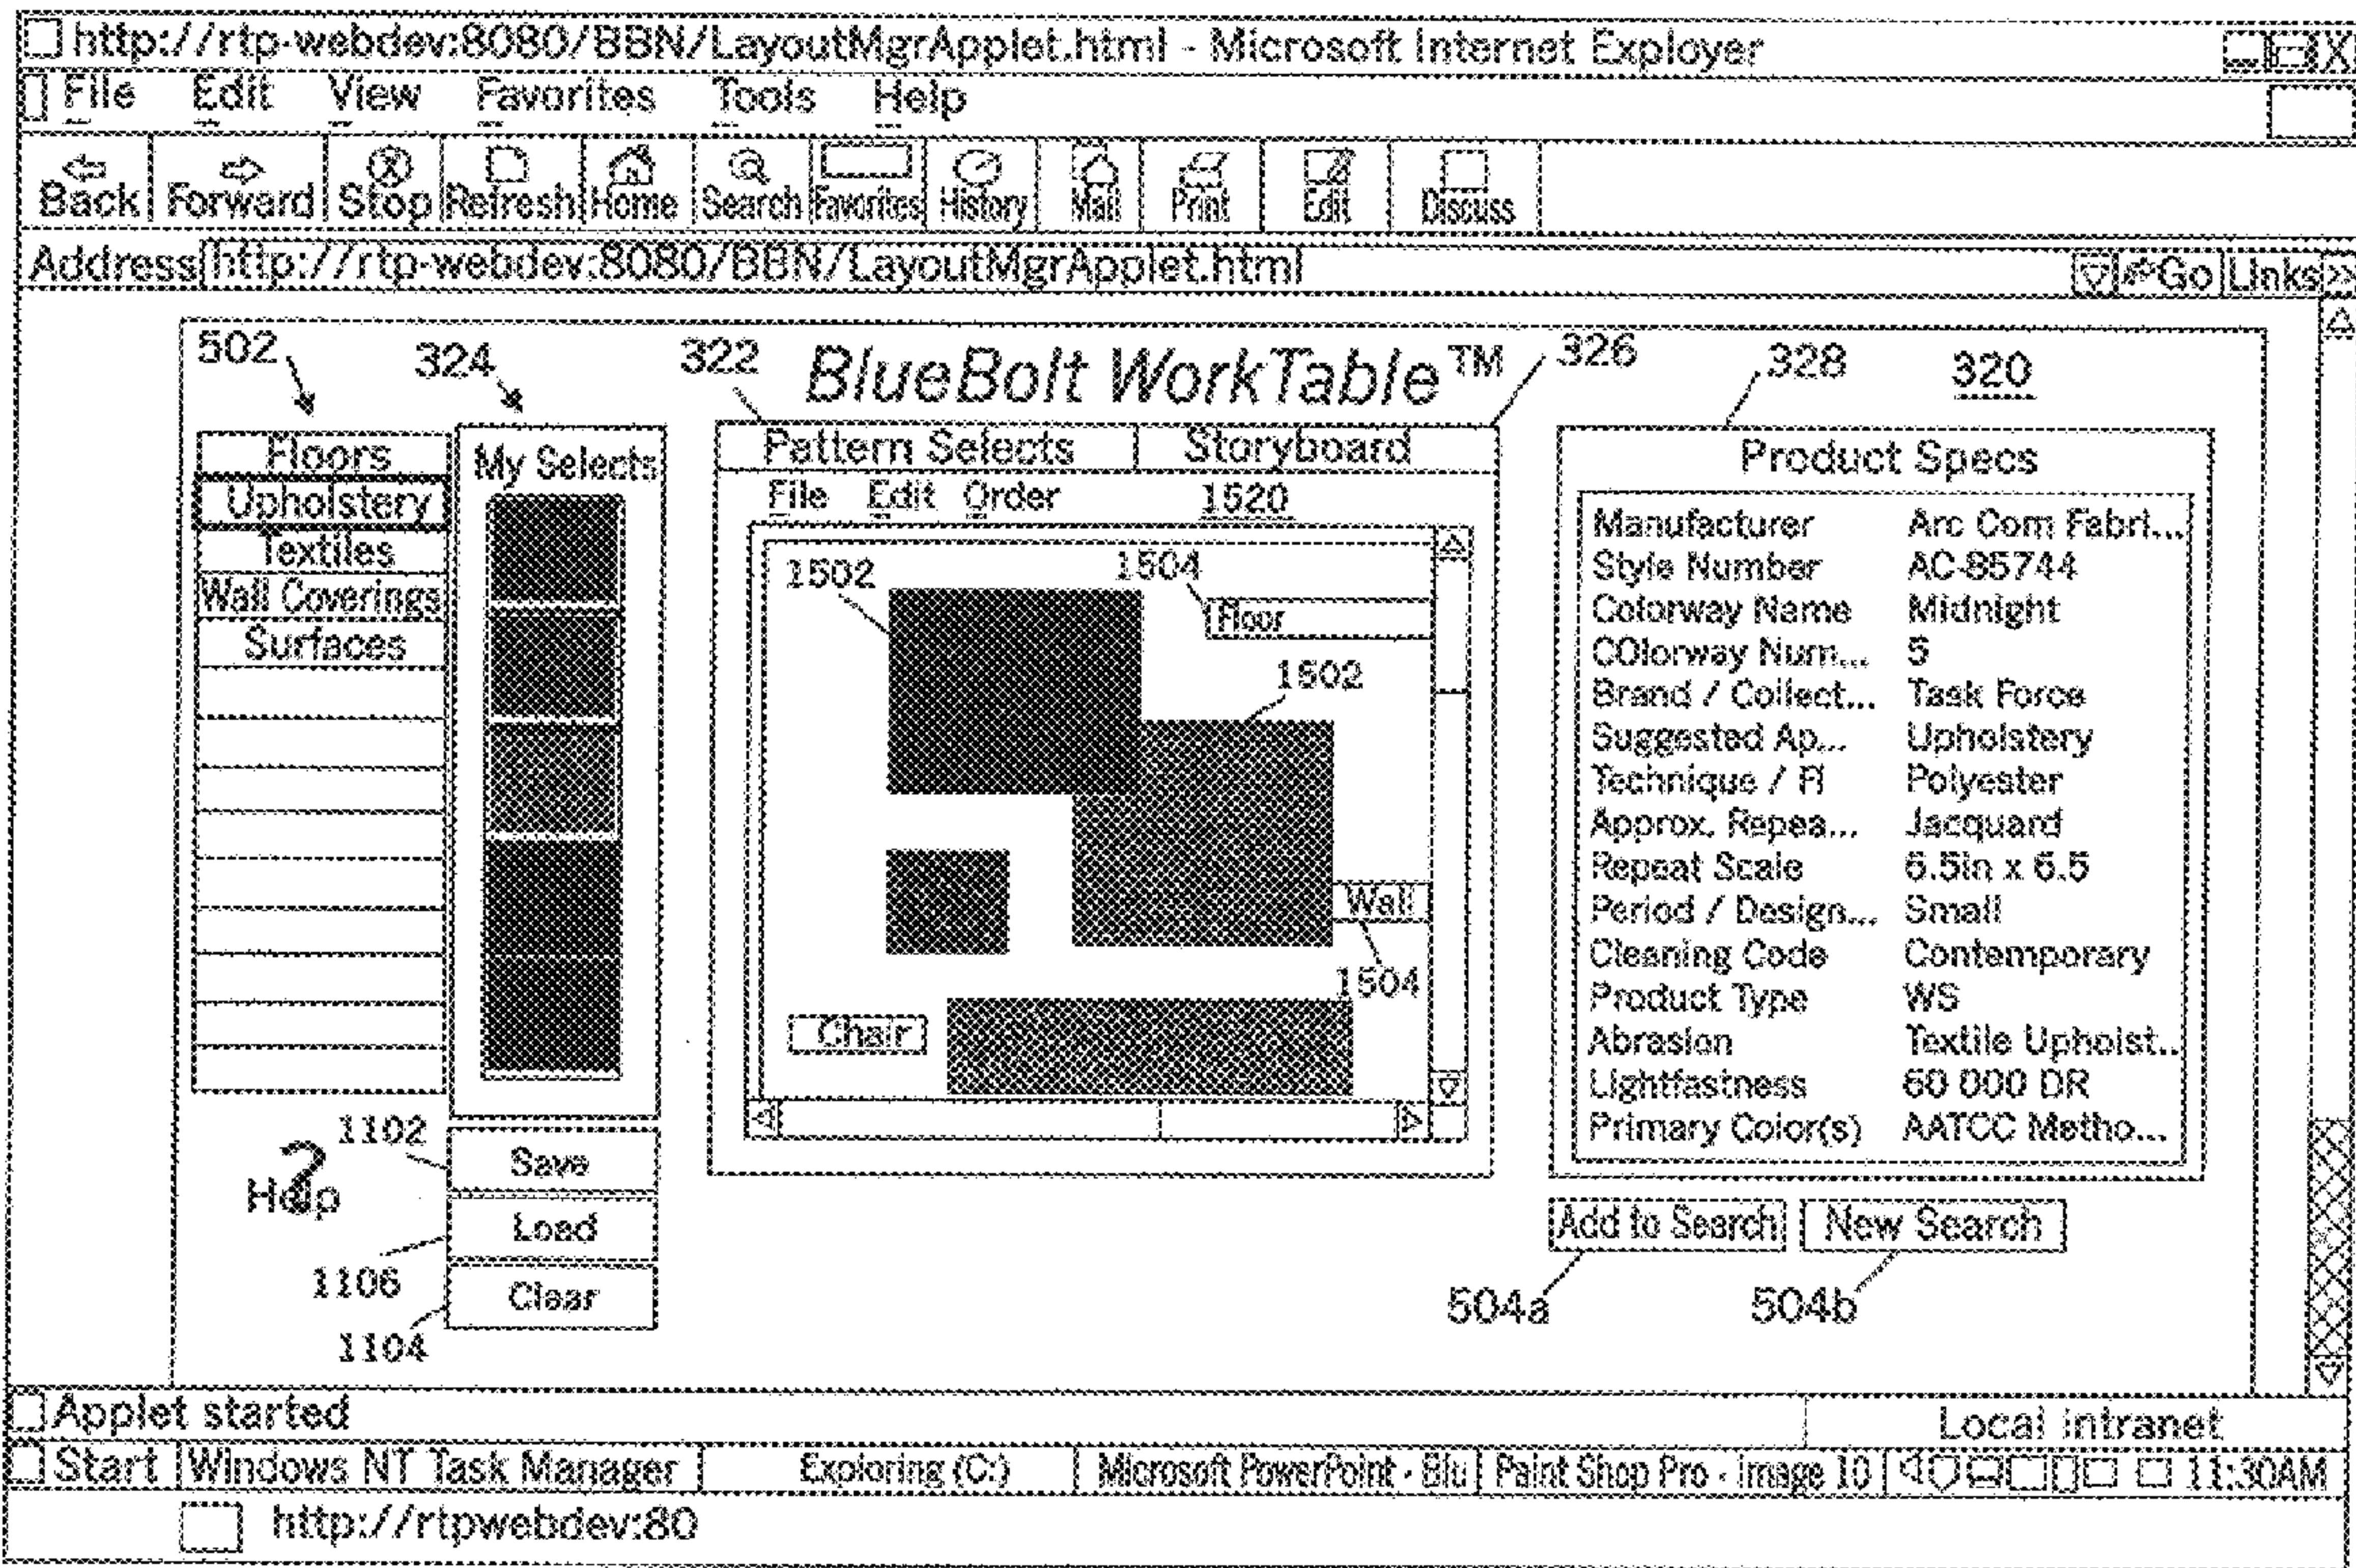 http://rtp-webdev:8080/BBN/LayoutMgrApplet.html - Microsoft Internet Exployer
File Edit View Favorites Tools Help
Back Forward Stop Refresh Home Search Favorites History Mail Print Edit Discuss
Address http://rtp-webdev:8080/BBN/LayoutMgrApplet.html Go Links >>
502 324 322 BlueBolt WorkTable™ 326 328 320
Floors
Upholstery
Textiles
Wall Coverings
Surfaces
My Selects
Pattern Selects Storyboard
File Edit Order 1520
1502 1504
Floor
1502
Wall
1504
Chair
Product Specs
Manufacturer Arc Com Fabri...
Style Number AC-85744
Colorway Name Midnight
COlorway Num... 5
Brand / Collect... Task Force
Suggested Ap... Upholstery
Technique / Fi Polyester
Approx. Repea... Jacquard
Repeat Scale 6.5in x 6.5
Period / Design... Small
Cleaning Code Contemporary
Product Type WS
Abrasion Textile Upholst..
Lightfastness 60 000 DR
Primary Color(s) AATCC Metho...
?
Help
1102 Save
1106 Load
1104 Clear
Add to Search New Search
504a 504b
Applet started Local intranet
Start Windows NT Task Manager Exploring (C:) Microsoft PowerPoint - Blu Paint Shop Pro - Image 10 11:30AM
http://rtpwebdev:80